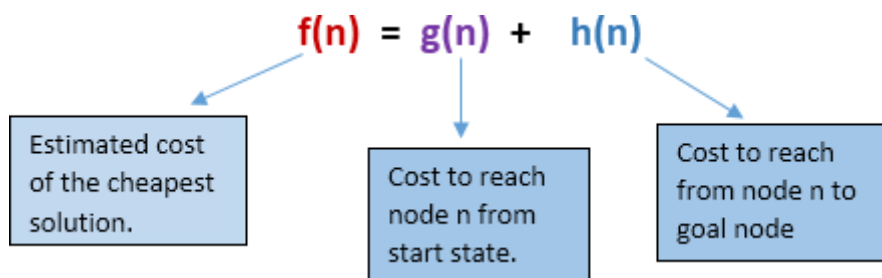 f(n) = g(n) + h(n)
Estimated cost
of the cheapest
solution.
Cost to reach
node n from
start state.
Cost to reach
from node n to
goal node